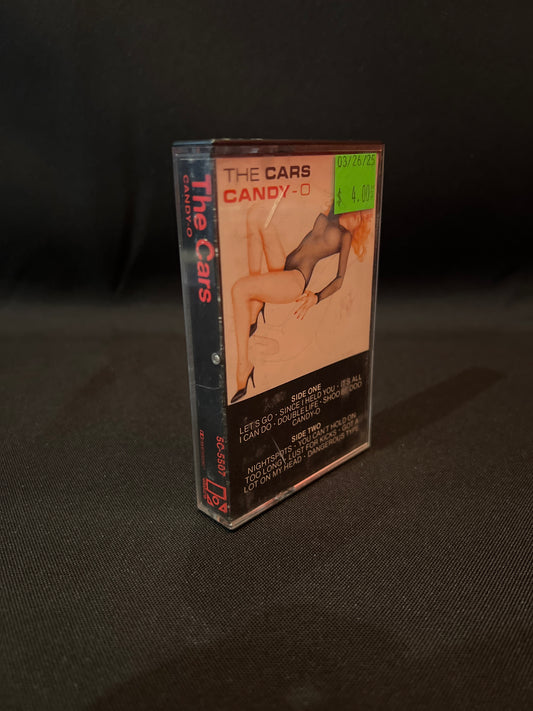 The Cars
CANDY-O
5C-5507
THE CARS
CANDY-O
03/26/25
$ 4.00
SIDE ONE
LET'S GO · SINCE I HELD YOU · IT'S ALL
I CAN DO · DOUBLE LIFE · SHOO BE DOO
CANDY-O
SIDE TWO
NIGHTSPOTS · YOU CAN'T HOLD ON
TOO LONG · LUST FOR KICKS · GOT A
LOT ON MY HEAD · DANGEROUS TYPE